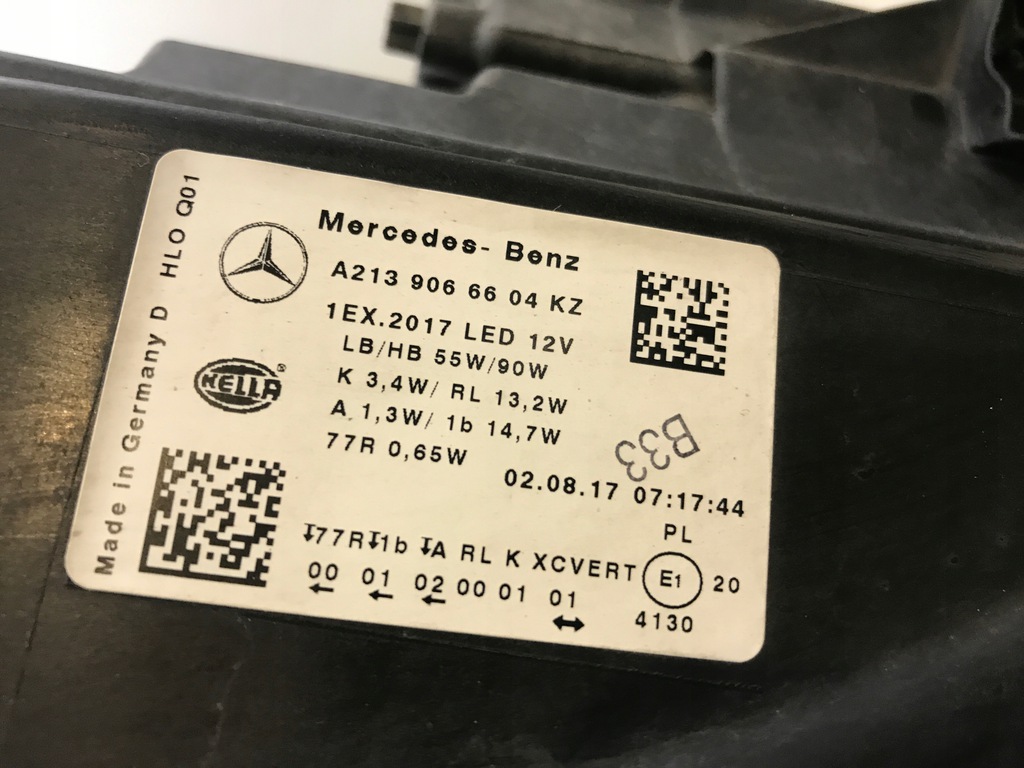 Mercedes- Benz
A213 906 66 04 KZ
1EX.2017 LED 12V
LB/HB 55W/90W
K 3,4W/ RL 13,2W
A 1,3W/ 1b 14,7W
77R 0,65W
HELLA®
Made in Germany D HLO Q01
B33
02.08.17 07:17:44
PL
77R 1b A RL K XCVERT E1 20
00 01 02 00 01 01 4130